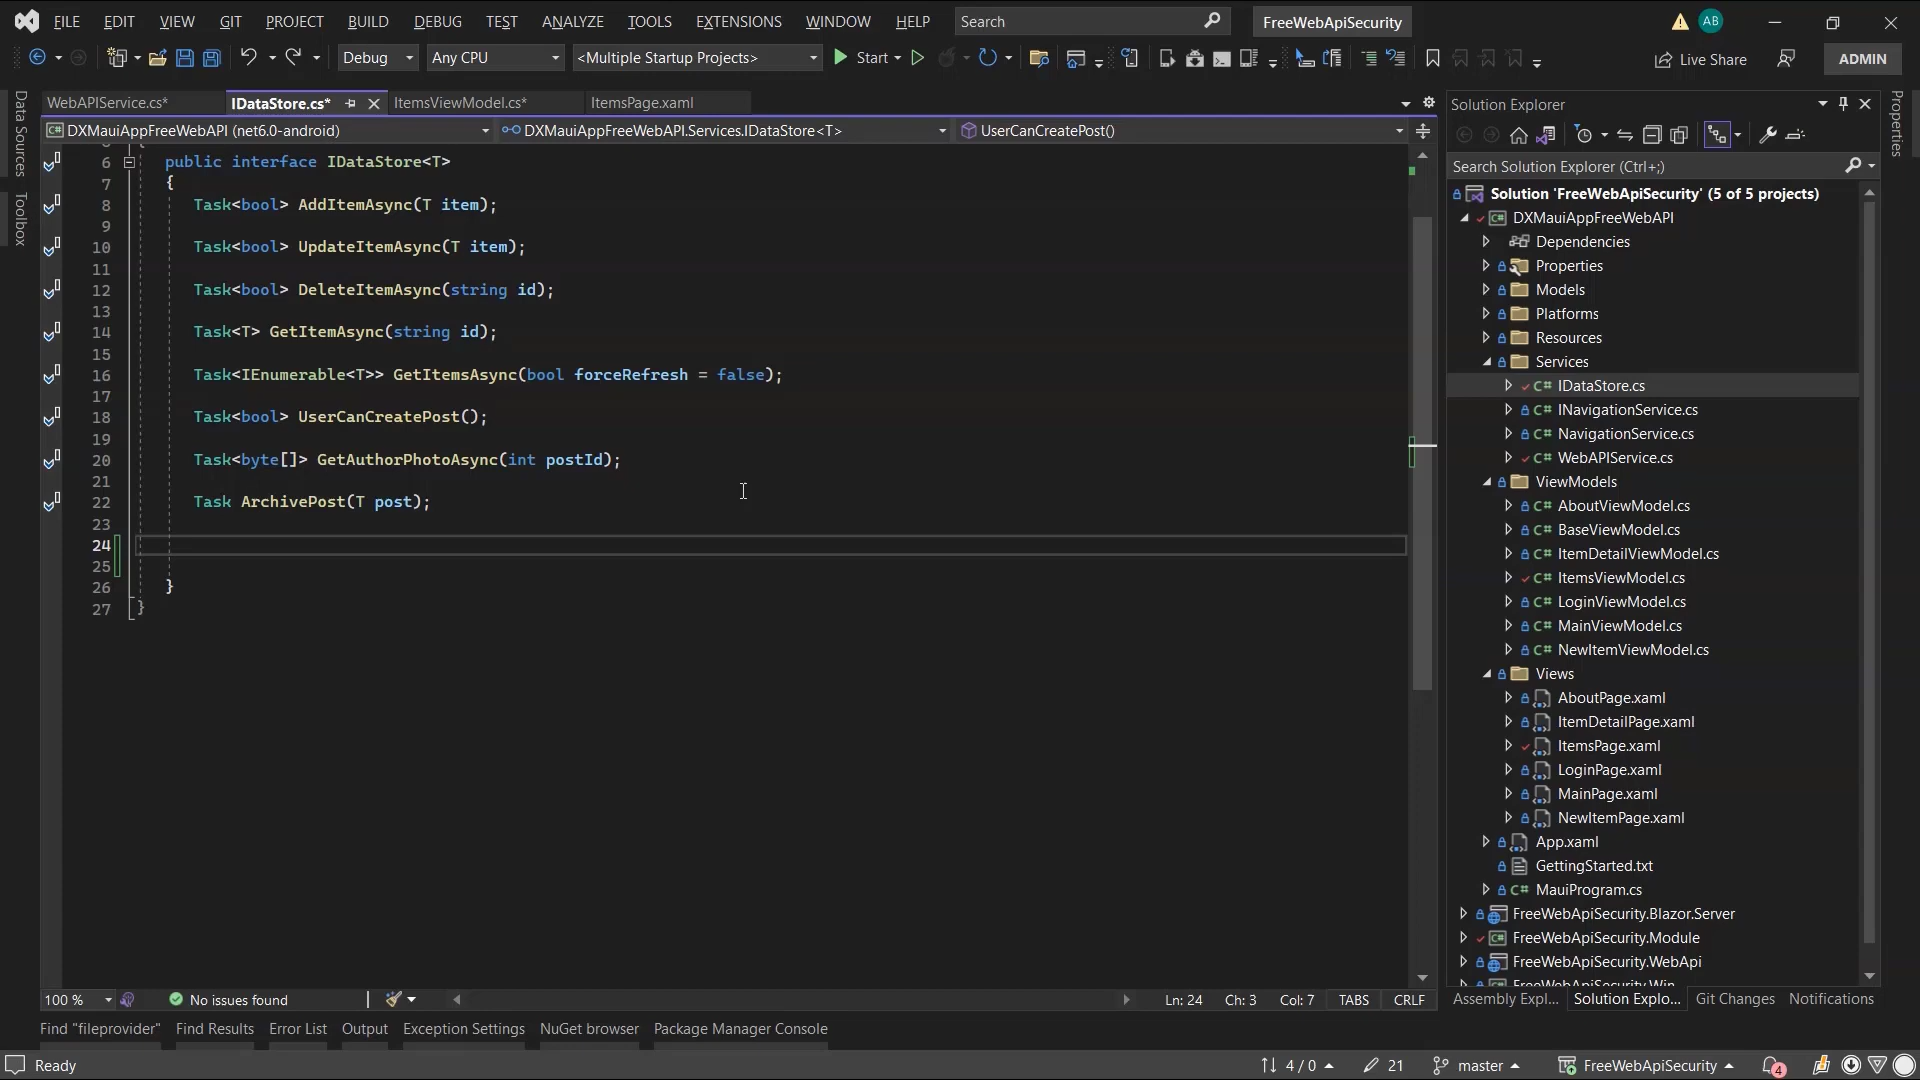 FILE EDIT VIEW GIT PROJECT BUILD DEBUG TEST ANALYZE TOOLS EXTENSIONS WINDOW HELP Search FreeWebApiSecurity AB
Debug Any CPU <Multiple Startup Projects> Start Live Share ADMIN
WebAPIService.cs* IDataStore.cs* ItemsViewModel.cs* ItemsPage.xaml
DXMauiAppFreeWebAPI (net6.0-android) DXMauiAppFreeWebAPI.Services.IDataStore<T> UserCanCreatePost()
6 public interface IDataStore<T>
7 {
8 Task<bool> AddItemAsync(T item);
9
10 Task<bool> UpdateItemAsync(T item);
11
12 Task<bool> DeleteItemAsync(string id);
13
14 Task<T> GetItemAsync(string id);
15
16 Task<IEnumerable<T>> GetItemsAsync(bool forceRefresh = false);
17
18 Task<bool> UserCanCreatePost();
19
20 Task<byte[]> GetAuthorPhotoAsync(int postId);
21
22 Task ArchivePost(T post);
23
24
25
26 }
27 }
100 % No issues found Ln: 24 Ch: 3 Col: 7 TABS CRLF
Find "fileprovider" Find Results Error List Output Exception Settings NuGet browser Package Manager Console
Data Sources
Toolbox
Solution Explorer
Search Solution Explorer (Ctrl+;)
Solution 'FreeWebApiSecurity' (5 of 5 projects)
C# DXMauiAppFreeWebAPI
Dependencies
Properties
Models
Platforms
Resources
Services
C# IDataStore.cs
C# INavigationService.cs
C# NavigationService.cs
C# WebAPIService.cs
ViewModels
C# AboutViewModel.cs
C# BaseViewModel.cs
C# ItemDetailViewModel.cs
C# ItemsViewModel.cs
C# LoginViewModel.cs
C# MainViewModel.cs
C# NewItemViewModel.cs
Views
AboutPage.xaml
ItemDetailPage.xaml
ItemsPage.xaml
LoginPage.xaml
MainPage.xaml
NewItemPage.xaml
App.xaml
GettingStarted.txt
C# MauiProgram.cs
FreeWebApiSecurity.Blazor.Server
C# FreeWebApiSecurity.Module
FreeWebApiSecurity.WebApi
FreeWebApiSecurity.Win
Assembly Expl... Solution Explo... Git Changes Notifications
Properties
Ready 4 / 0 21 master FreeWebApiSecurity 4